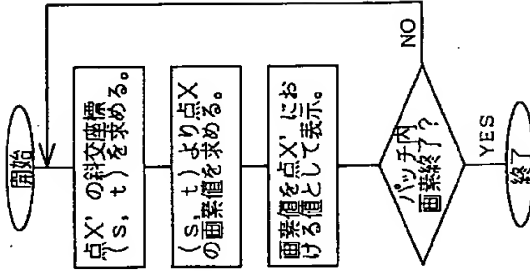 開始
点X'の斜交座標
(s, t)を求める。
(s, t)より点X
の画素値を求める。
画素値を点X'にお
ける値として表示。
パッチ内
画素終了?
NO
YES
終了